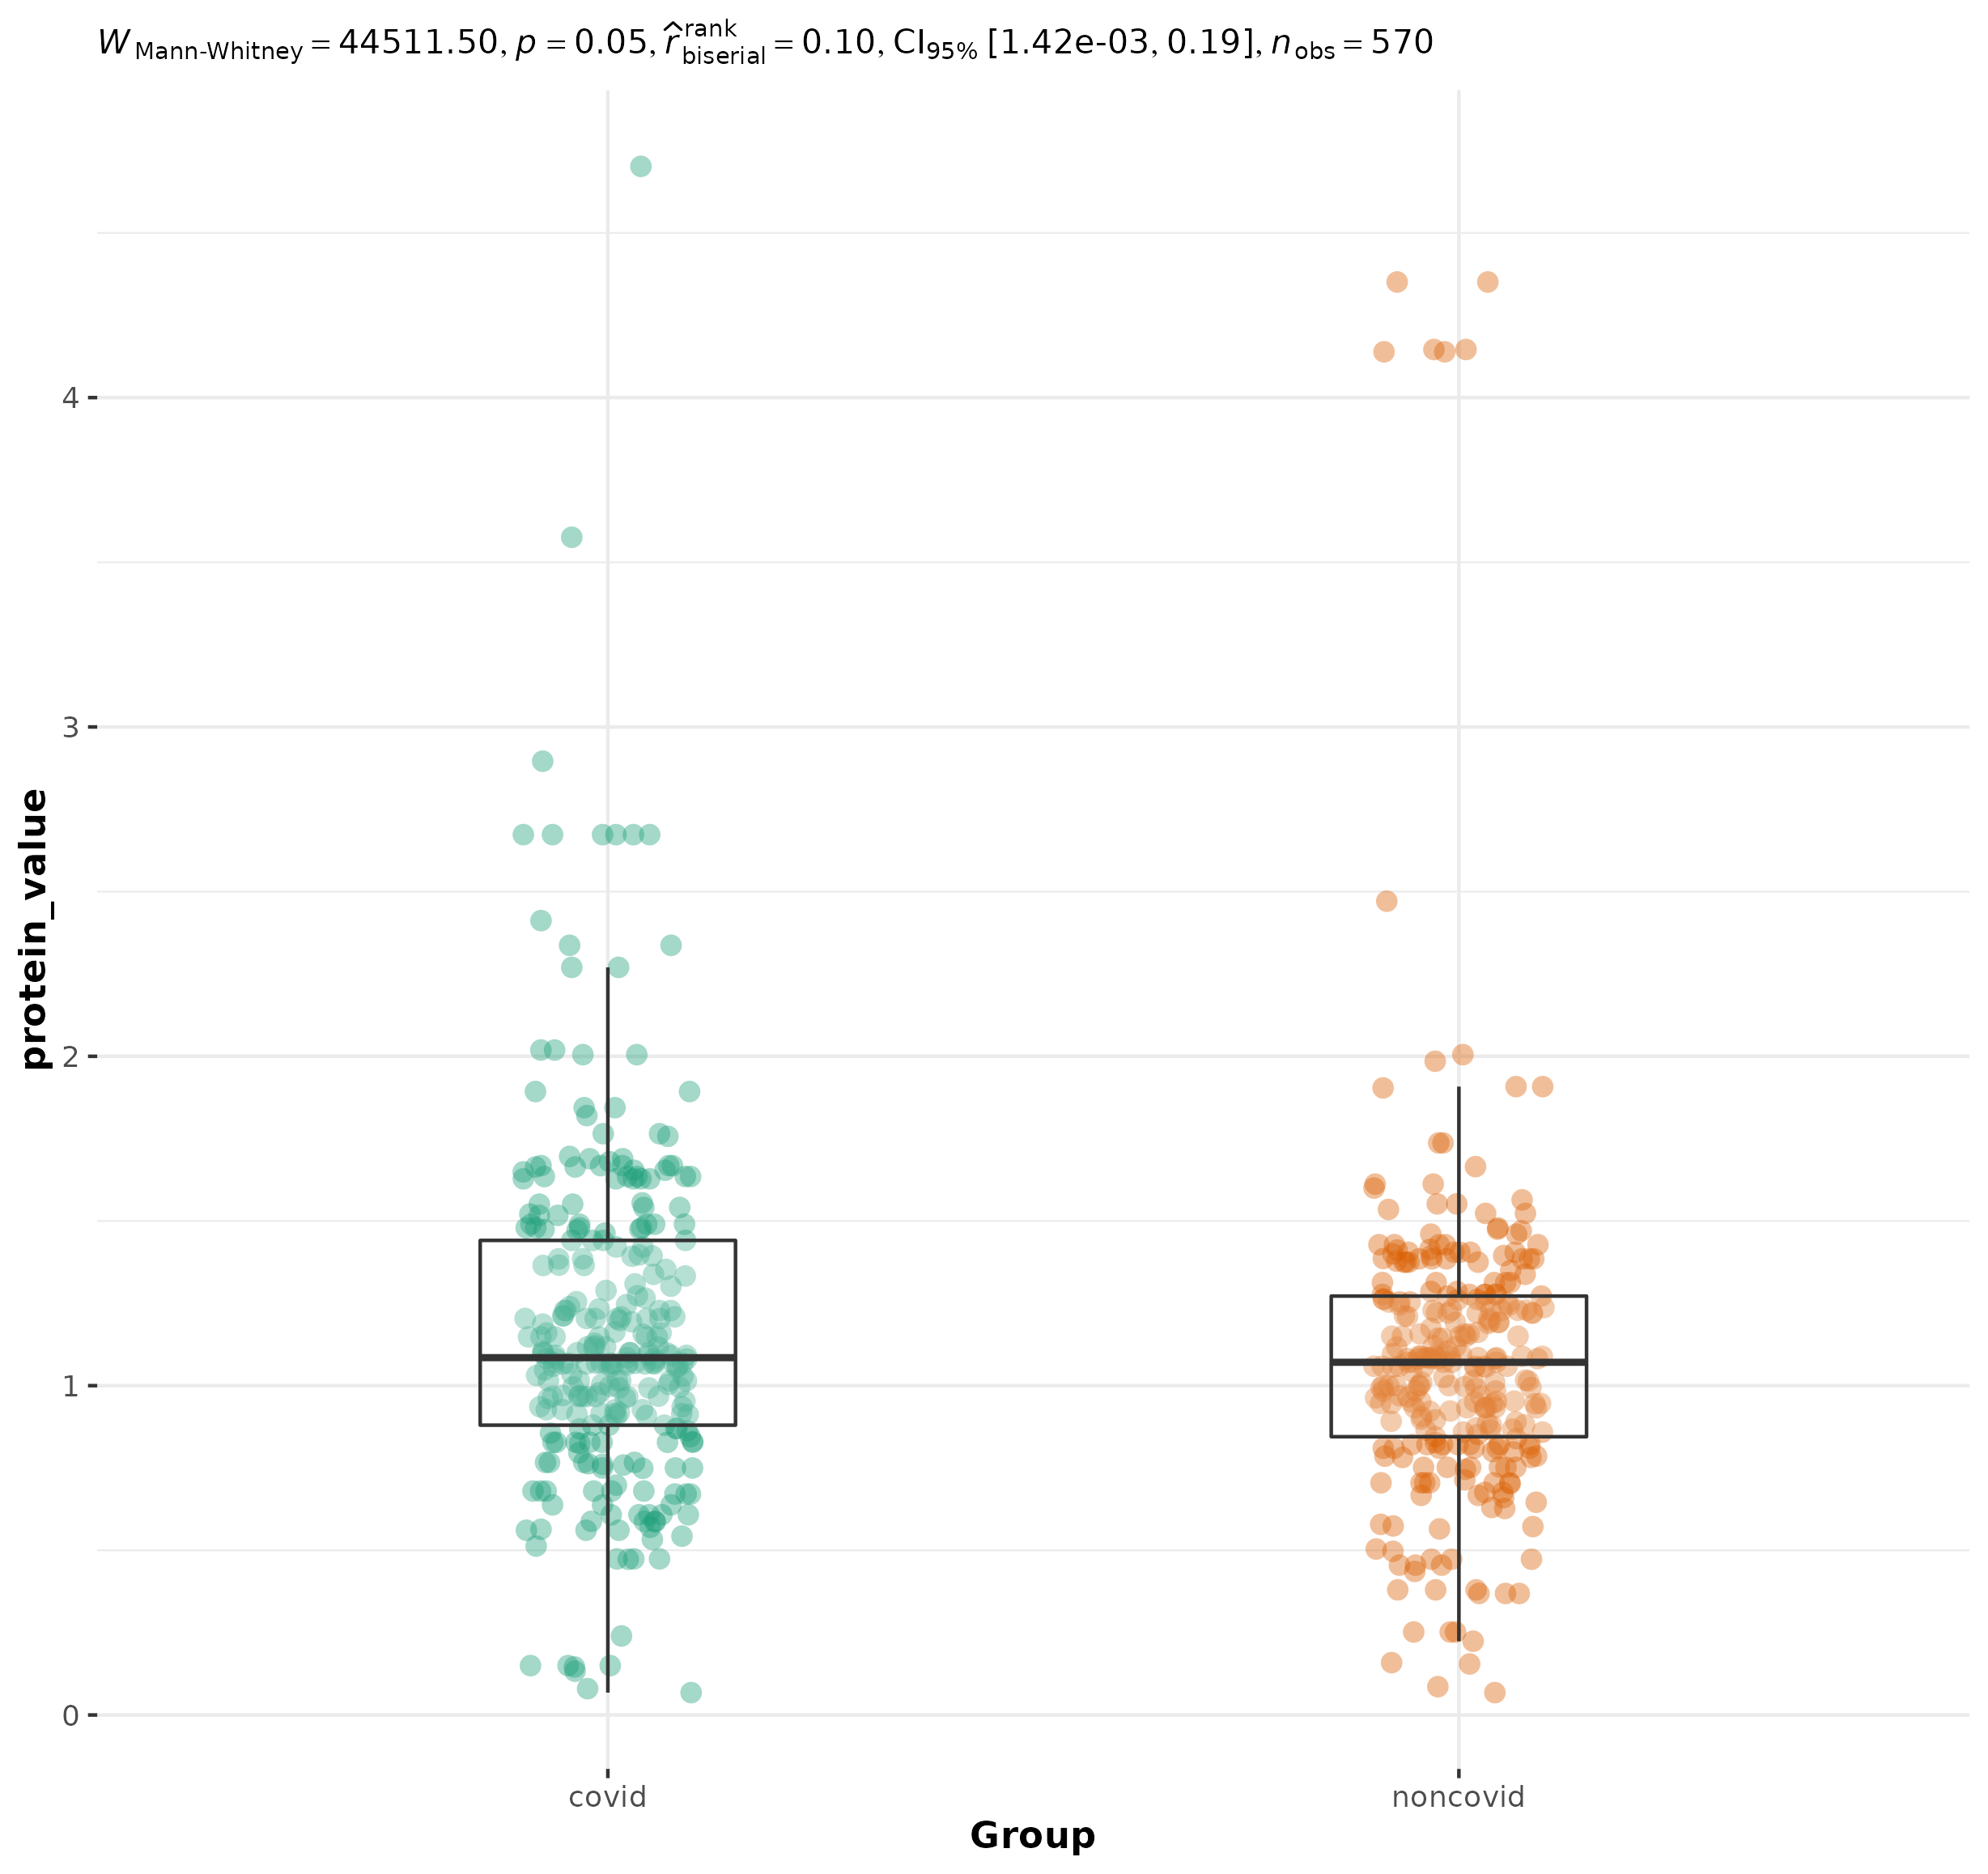 W Mann-Whitney = 44511.50, p = 0.05, r̂ rank biserial = 0.10, CI95% [1.42e-03, 0.19], n obs = 570
protein_value
4
3
2
1
0
covid noncovid
Group